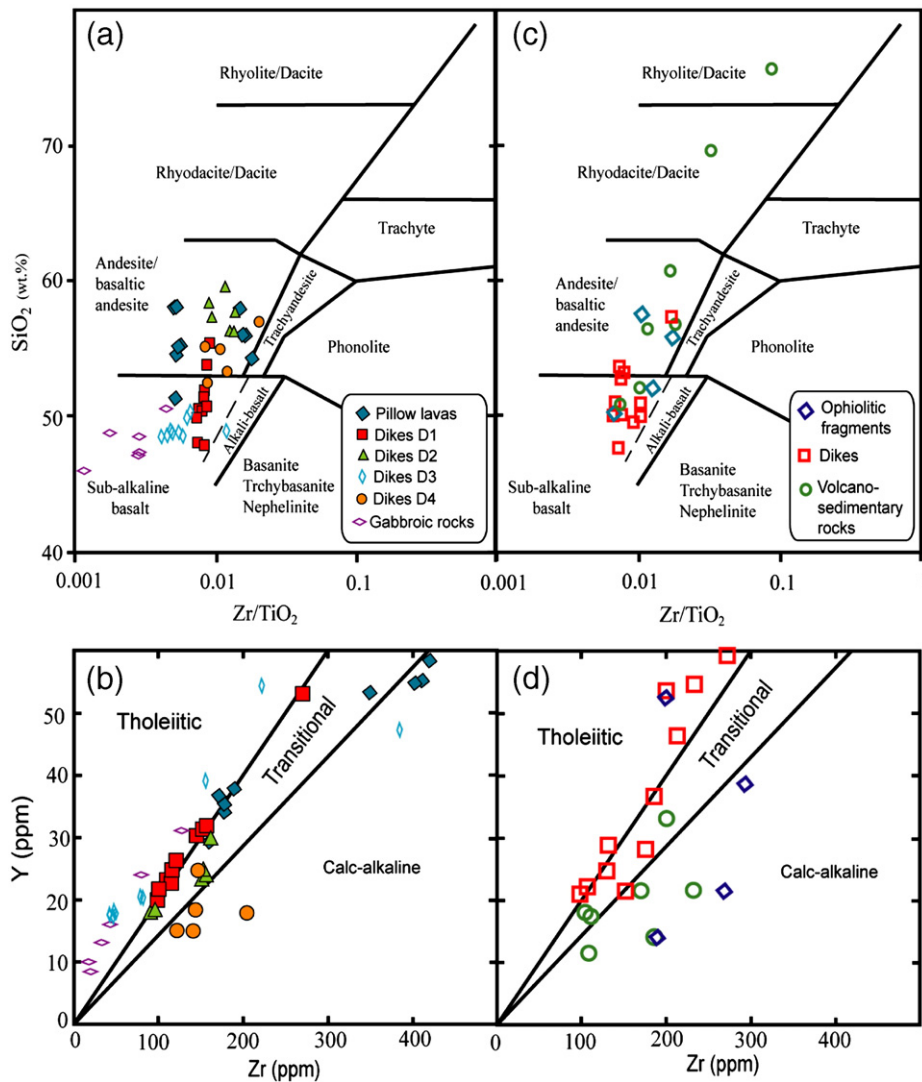 (a)
Rhyolite/Dacite
Rhyodacite/Dacite
Trachyte
Andesite/
basaltic
andesite
Trachyandesite
Phonolite
Alkali-basalt
Sub-alkaline
basalt
Basanite
Trchybasanite
Nephelinite
Pillow lavas
Dikes D1
Dikes D2
Dikes D3
Dikes D4
Gabbroic rocks
SiO2 (wt.%)
70
60
50
40
0.001
0.01
0.1
Zr/TiO2
(c)
Rhyolite/Dacite
Rhyodacite/Dacite
Trachyte
Andesite/
basaltic
andesite
Trachyandesite
Phonolite
Alkali-basalt
Sub-alkaline
basalt
Basanite
Trchybasanite
Nephelinite
Ophiolitic
fragments
Dikes
Volcano-
sedimentary
rocks
0.001
0.01
0.1
Zr/TiO2
(b)
Tholeiitic
Transitional
Calc-alkaline
Y (ppm)
50
40
30
20
10
0
100
200
300
400
Zr (ppm)
(d)
Tholeiitic
Transitional
Calc-alkaline
0
100
200
300
400
Zr (ppm)